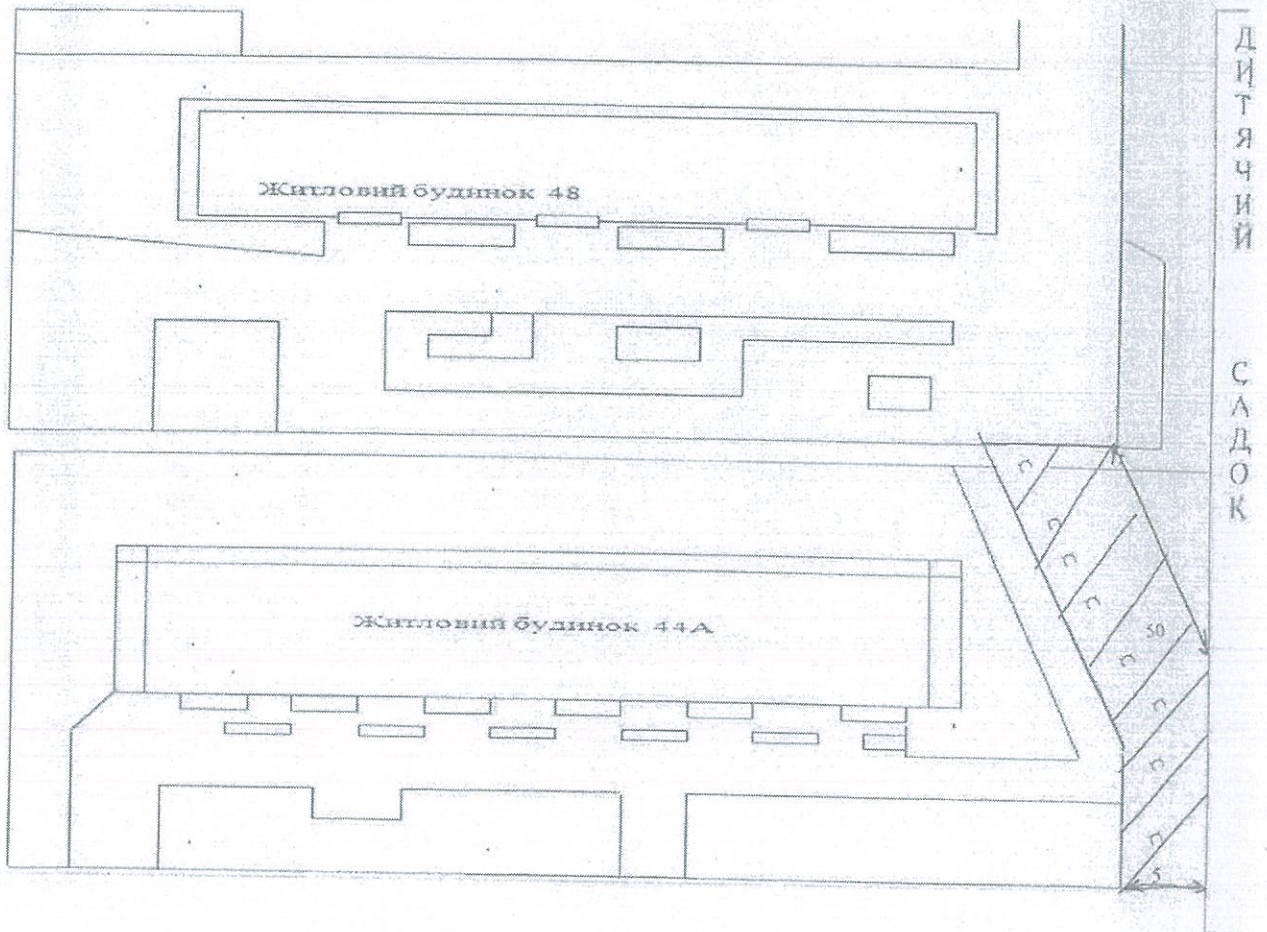 Житловий будинок 48
ДИТЯЧИЙ
САДОК
Житловий будинок 44А
С
С
С
С
50
С
С
С
5